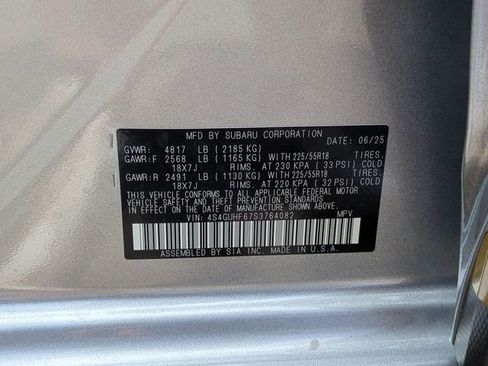 MFD BY SUBARU CORPORATION DATE: 06/25
GVWR: 4817 LB (2185 KG)
GAWR:F 2568 LB (1165 KG) WITH 225/55R18 TIRES.
18X7J RIMS. AT 230 KPA (33 PSI) COLD
GAWR:R 2491 LB (1130 KG) WITH 225/55R18 TIRES.
18X7J RIMS. AT 220 KPA (32 PSI) COLD
THIS VEHICLE CONFORMS TO ALL APPLICABLE FEDERAL MOTOR
VEHICLE SAFETY AND THEFT PREVENTION STANDARDS
IN EFFECT ON THE DATE OF MANUFACTURE SHOWN ABOVE.
VIN: 4S4GUHF67S3764082 MPV
ASSEMBLED BY SIA INC. MADE IN U.S.A.